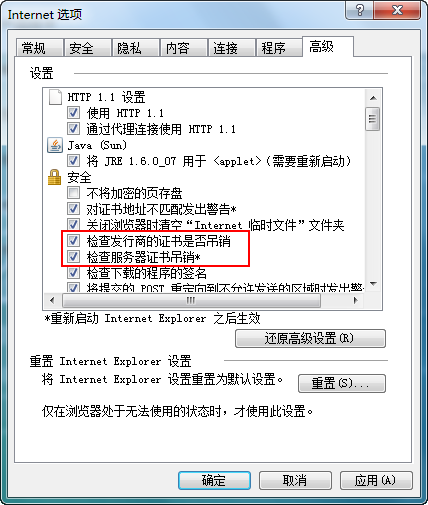 Internet 选项
常规 安全 隐私 内容 连接 程序 高级
设置
HTTP 1.1 设置
使用 HTTP 1.1
通过代理连接使用 HTTP 1.1
Java (Sun)
将 JRE 1.6.0_07 用于 <applet>(需要重新启动)
安全
不将加密的页存盘
对证书地址不匹配发出警告*
关闭浏览器时清空“Internet 临时文件”文件夹
检查发行商的证书是否吊销
检查服务器证书吊销*
检查下载的程序的签名
将提交的 POST 重定向到不允许发送的区域时发出警
*重新启动 Internet Explorer 之后生效
还原高级设置(R)
重置 Internet Explorer 设置
将 Internet Explorer 设置重置为默认设置。
重置(S)...
仅在浏览器处于无法使用的状态时，才使用此设置。
确定 取消 应用(A)